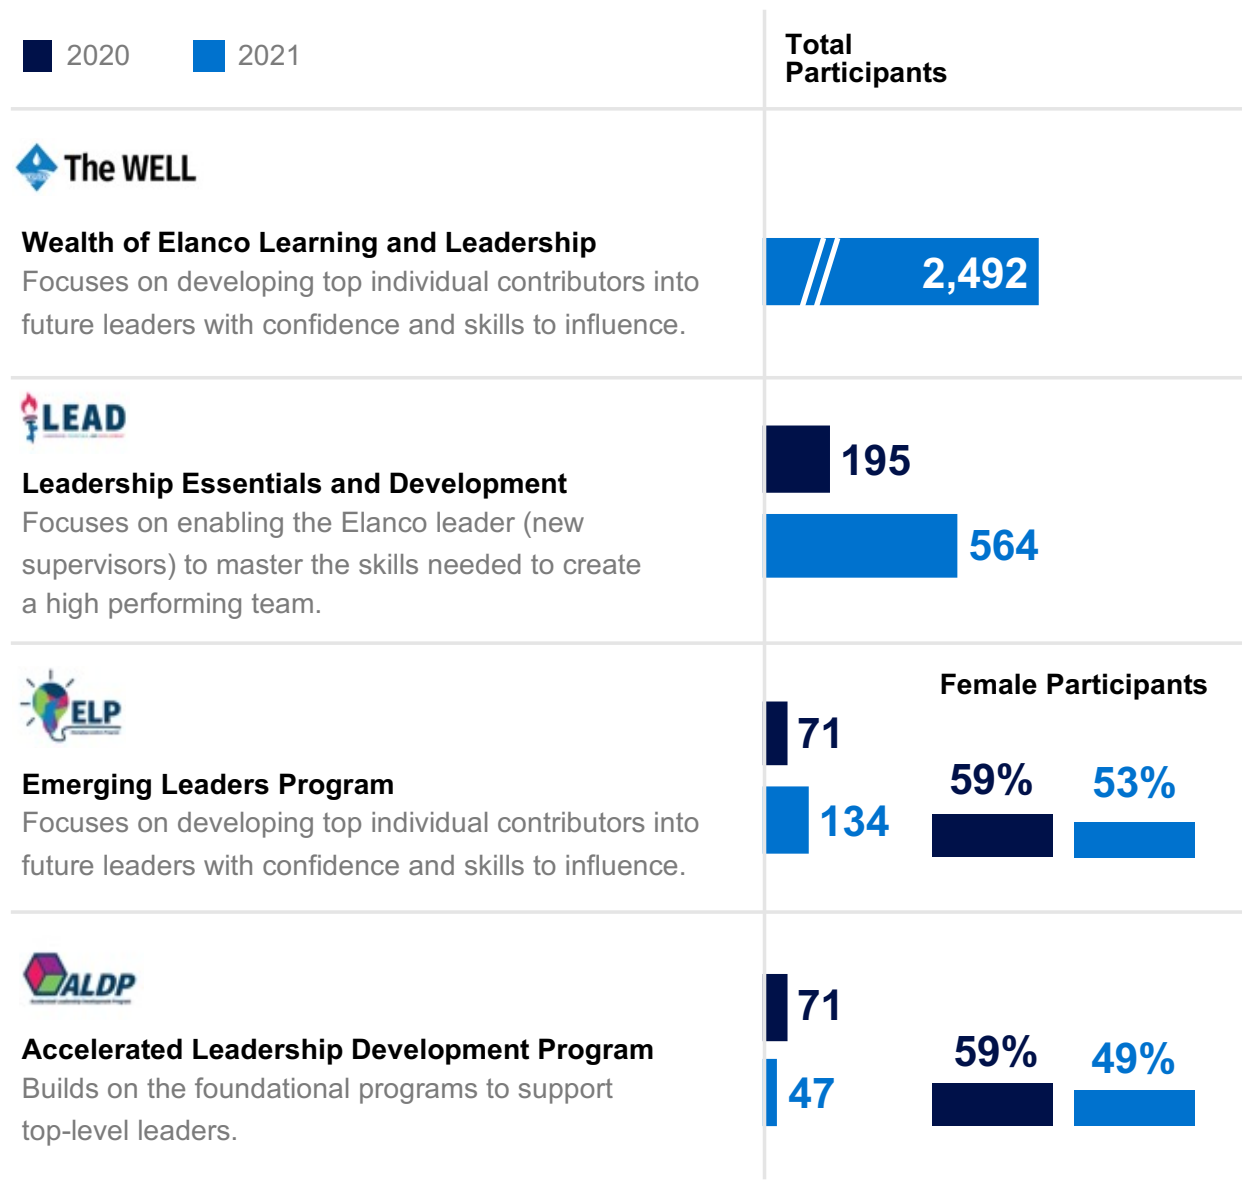 2020 2021
Total
Participants
The WELL
Wealth of Elanco Learning and Leadership
Focuses on developing top individual contributors into
future leaders with confidence and skills to influence.
2,492
LEAD
Leadership Essentials and Development
Focuses on enabling the Elanco leader (new
supervisors) to master the skills needed to create
a high performing team.
195
564
ELP
Emerging Leaders Program
Focuses on developing top individual contributors into
future leaders with confidence and skills to influence.
71
134
Female Participants
59% 53%
ALDP
Accelerated Leadership Development Program
Builds on the foundational programs to support
top-level leaders.
71
47
59% 49%